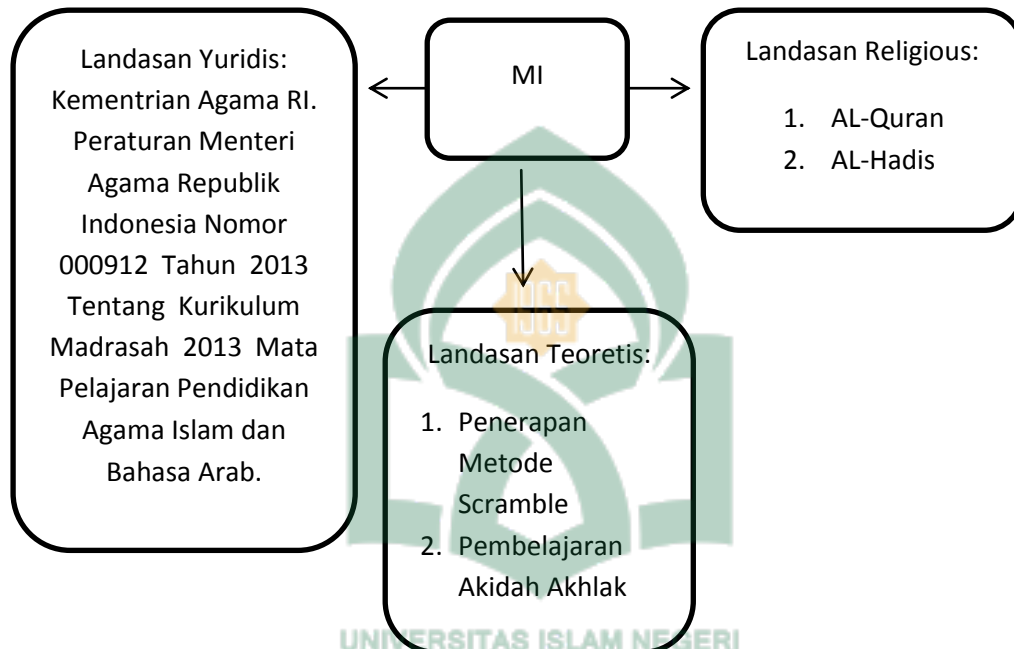 Landasan Yuridis:
Kementrian Agama RI.
Peraturan Menteri
Agama Republik
Indonesia Nomor
000912 Tahun 2013
Tentang Kurikulum
Madrasah 2013 Mata
Pelajaran Pendidikan
Agama Islam dan
Bahasa Arab.
MI
Landasan Religious:
1. AL-Quran
2. AL-Hadis
Landasan Teoretis:
1. Penerapan
Metode
Scramble
2. Pembelajaran
Akidah Akhlak
UNIVERSITAS ISLAM NEGERI